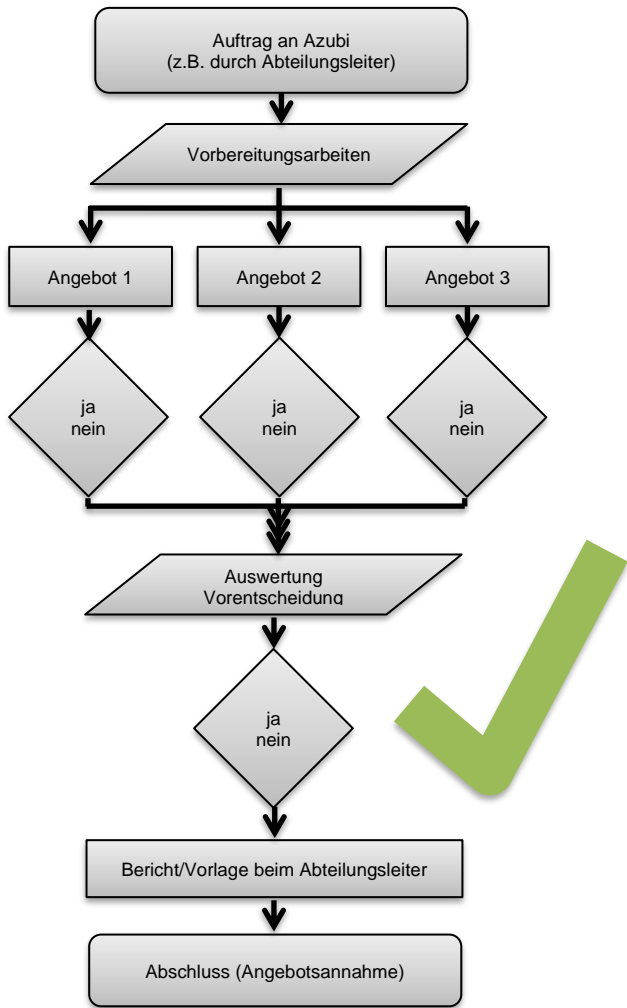 Auftrag an Azubi
(z.B. durch Abteilungsleiter)
Vorbereitungsarbeiten
Angebot 1
Angebot 2
Angebot 3
ja
nein
ja
nein
ja
nein
Auswertung
Vorentscheidung
ja
nein
Bericht/Vorlage beim Abteilungsleiter
Abschluss (Angebotsannahme)